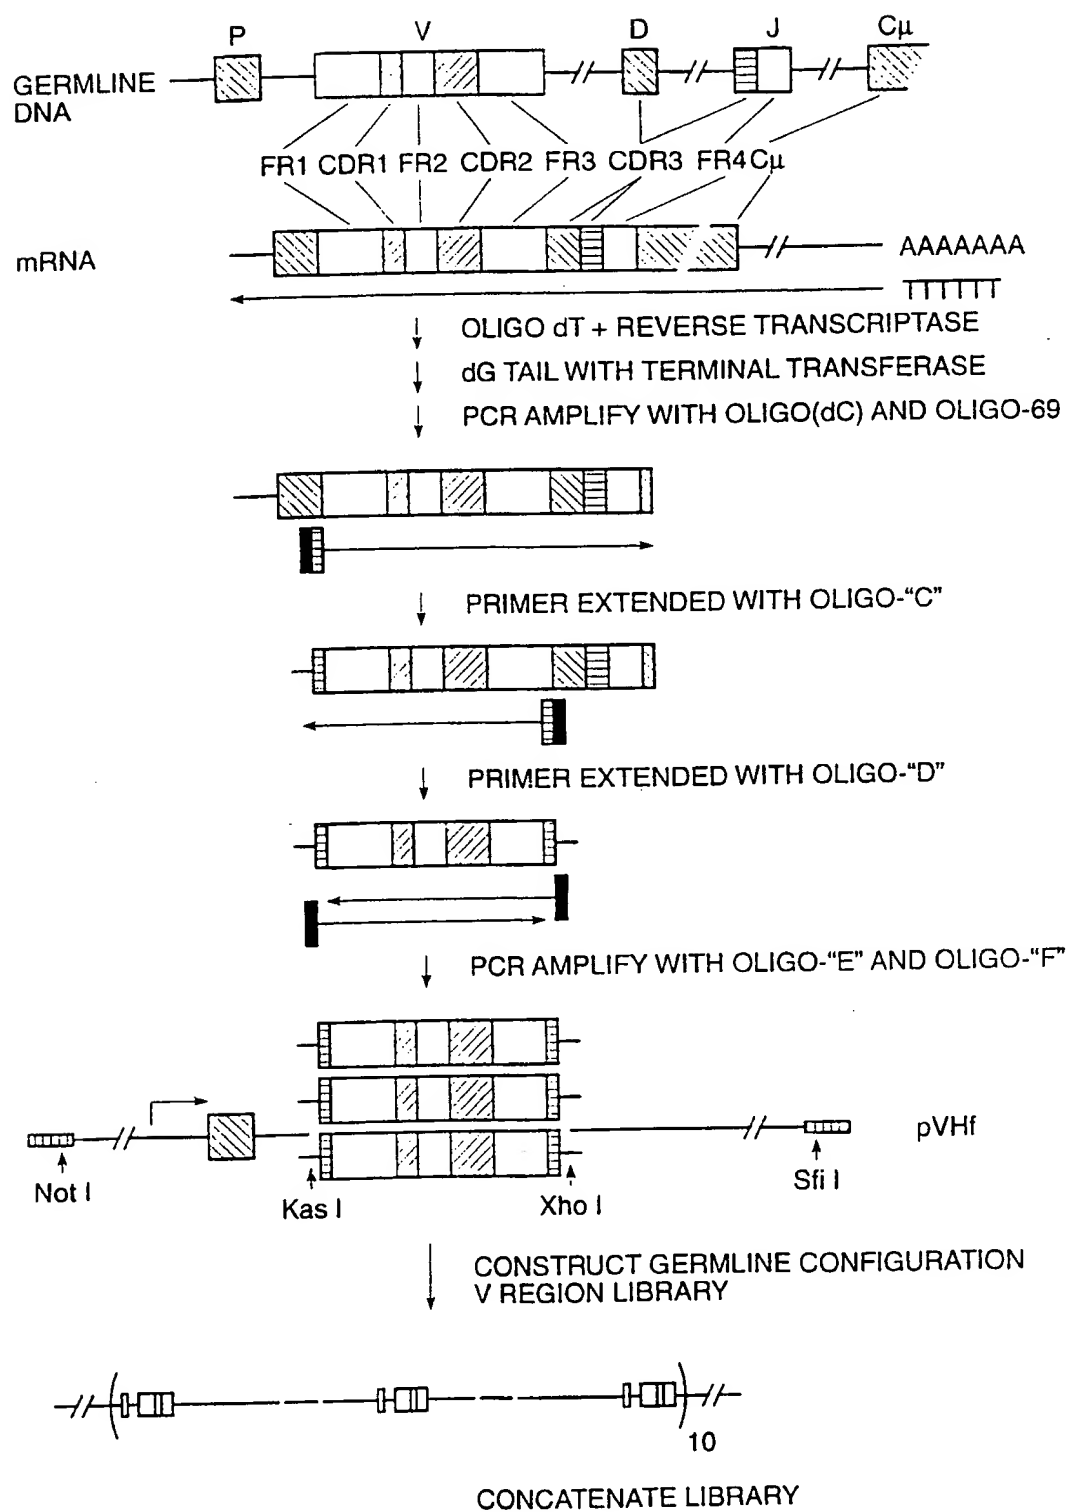 P V D J Cμ
GERMLINE
DNA
FR1 CDR1 FR2 CDR2 FR3 CDR3 FR4 Cμ
mRNA
AAAAAAA
TTTTTT
OLIGO dT + REVERSE TRANSCRIPTASE
dG TAIL WITH TERMINAL TRANSFERASE
PCR AMPLIFY WITH OLIGO(dC) AND OLIGO-69
PRIMER EXTENDED WITH OLIGO-“C”
PRIMER EXTENDED WITH OLIGO-“D”
PCR AMPLIFY WITH OLIGO-“E” AND OLIGO-“F”
pVHf
Not I
Kas I
Xho I
Sfi I
CONSTRUCT GERMLINE CONFIGURATION
V REGION LIBRARY
10
CONCATENATE LIBRARY